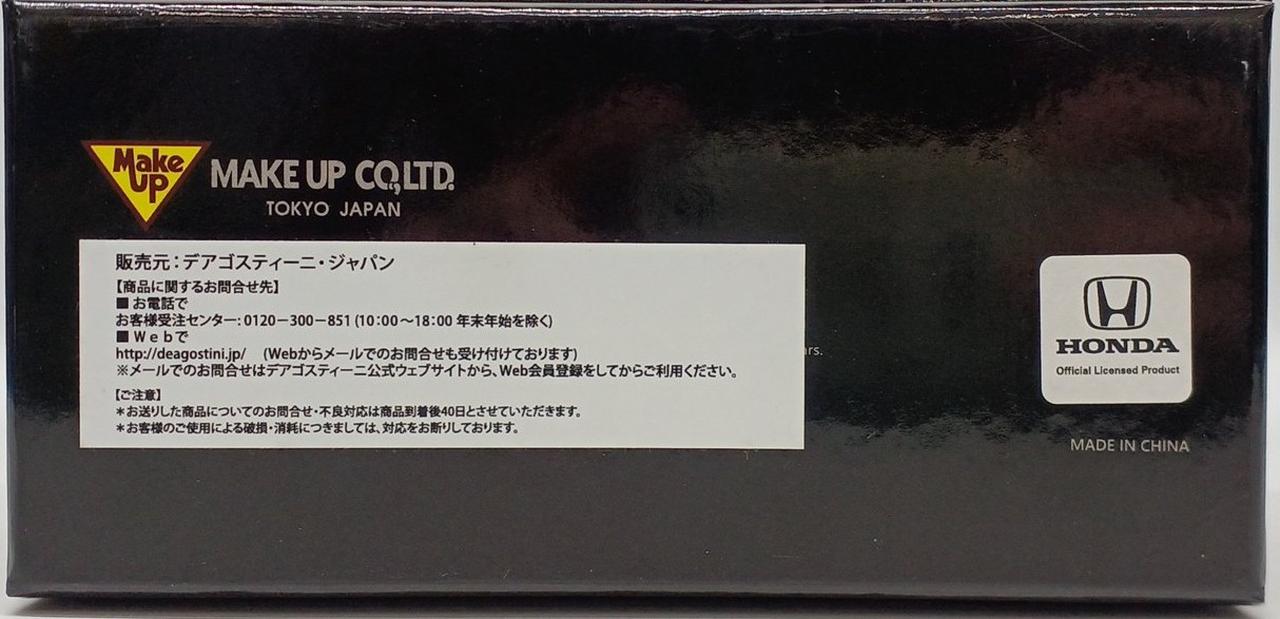 Make Up
MAKE UP CO.,LTD.
TOKYO JAPAN
販売元：デアゴスティーニ・ジャパン
【商品に関するお問合せ先】
■ お電話で
お客様受注センター：0120－300－851 (10：00～18：00 年末年始を除く)
■ Ｗｅｂで
http://deagostini.jp/　(Webからメールでのお問合せも受け付けております)
※メールでのお問合せはデアゴスティーニ公式ウェブサイトから、Web会員登録をしてからご利用ください。
【ご注意】
＊お送りした商品についてのお問合せ・不良対応は商品到着後40日とさせていただきます。
＊お客様のご使用による破損・消耗につきましては、対応をお断りしております。
HONDA
Official Licensed Product
MADE IN CHINA